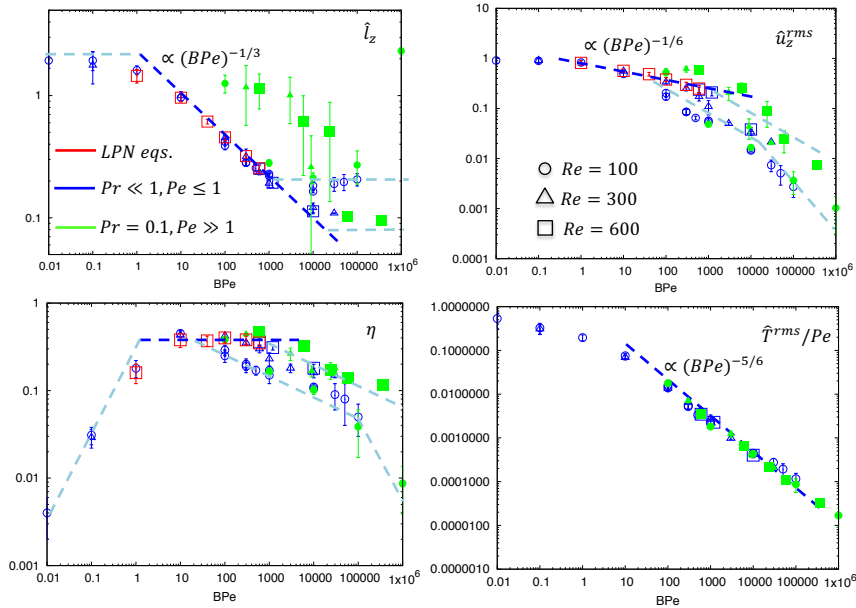 l̂_z
∝ (BPe)^{-1/3}
1
0.1
LPN eqs.
Pr ≪ 1, Pe ≤ 1
Pr = 0.1, Pe ≫ 1
0.01 0.1 1 10 100 1000 10000 100000 1x10^6
BPe
û_z^{rms}
∝ (BPe)^{-1/6}
10
1
0.1
0.01
0.001
0.0001
Re = 100
Re = 300
Re = 600
0.01 0.1 1 10 100 1000 10000 100000 1x10^6
BPe
η
1
0.1
0.01
0.001
0.01 0.1 1 10 100 1000 10000 100000 1x10^6
BPe
T̂^{rms}/Pe
∝ (BPe)^{-5/6}
1.0000000
0.1000000
0.0100000
0.0010000
0.0001000
0.0000100
0.0000010
0.01 0.1 1 10 100 1000 10000 100000 1x10^6
BPe